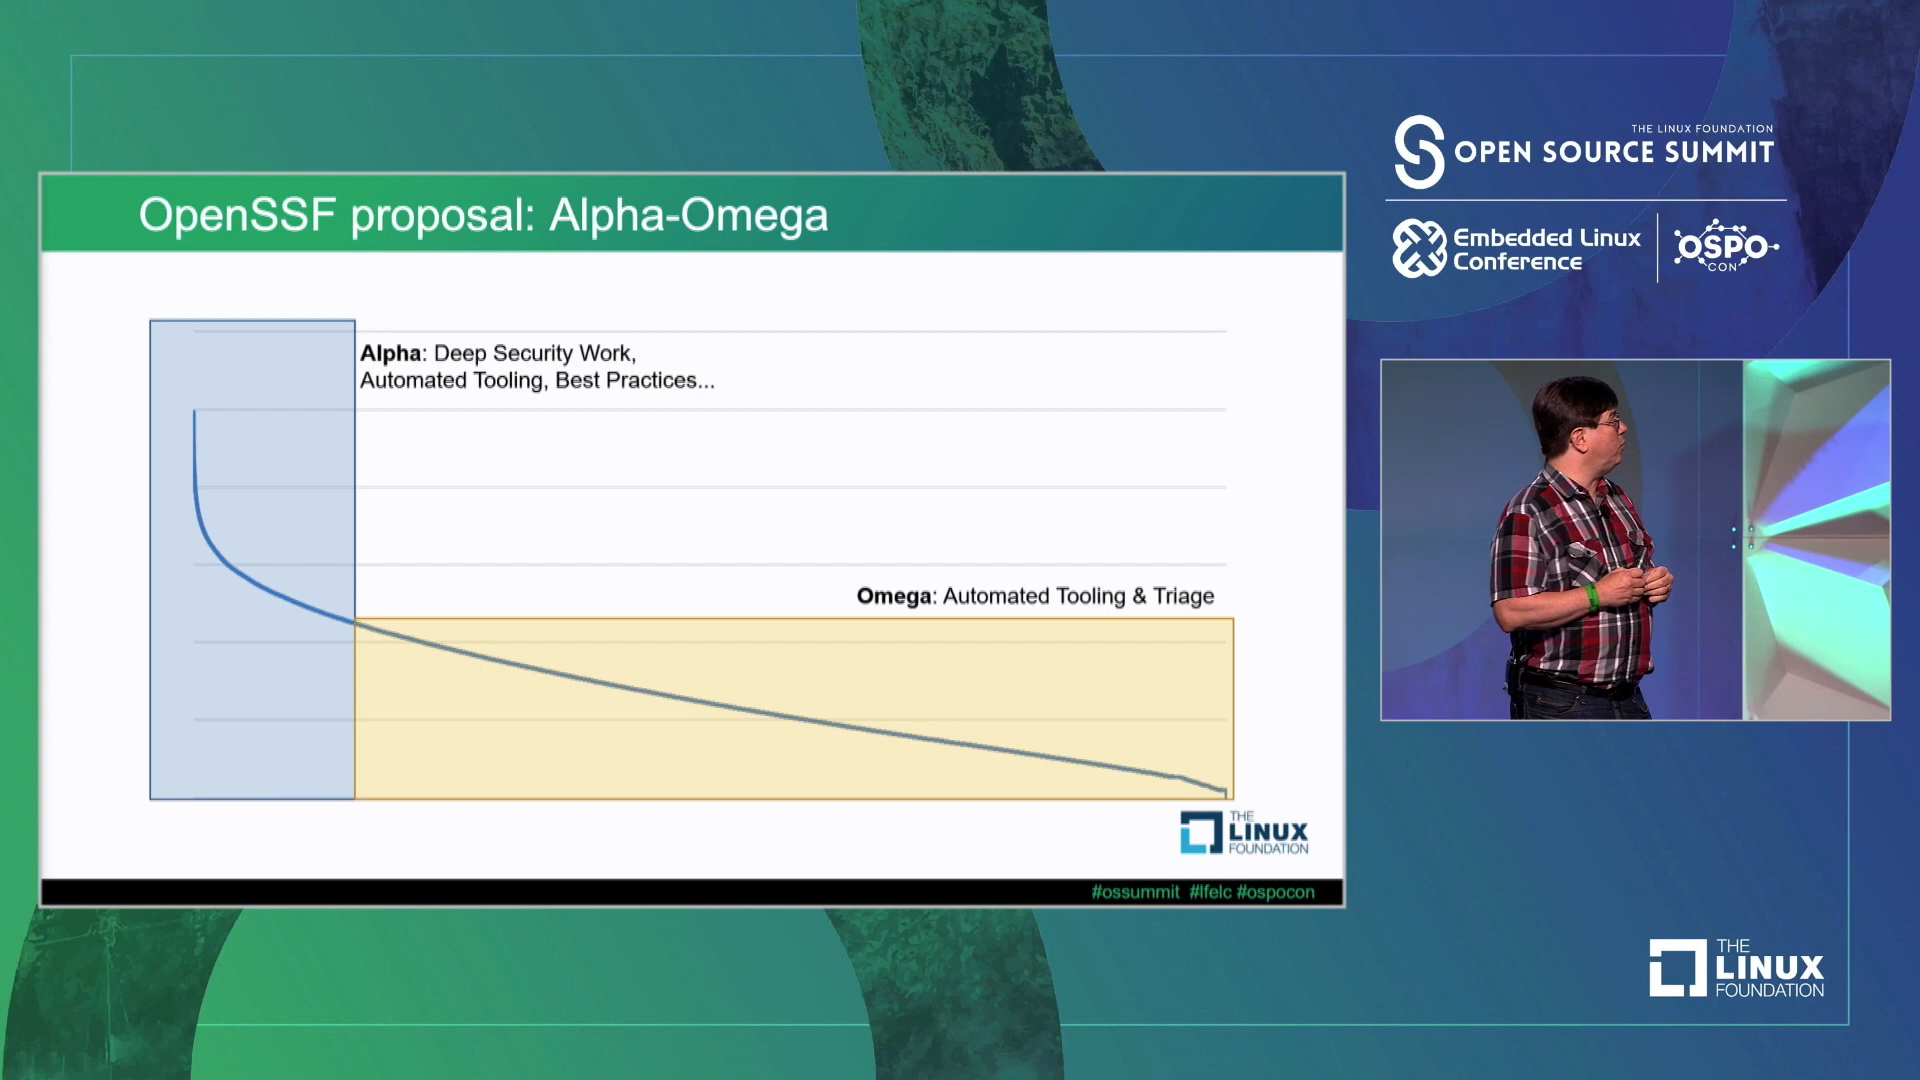 OpenSSF proposal: Alpha-Omega
Alpha: Deep Security Work,
Automated Tooling, Best Practices...
Omega: Automated Tooling & Triage
THE
LINUX
FOUNDATION
#ossummit #lfelc #ospocon
THE LINUX FOUNDATION
OPEN SOURCE SUMMIT
Embedded Linux
Conference
OSPO
CON
THE
LINUX
FOUNDATION